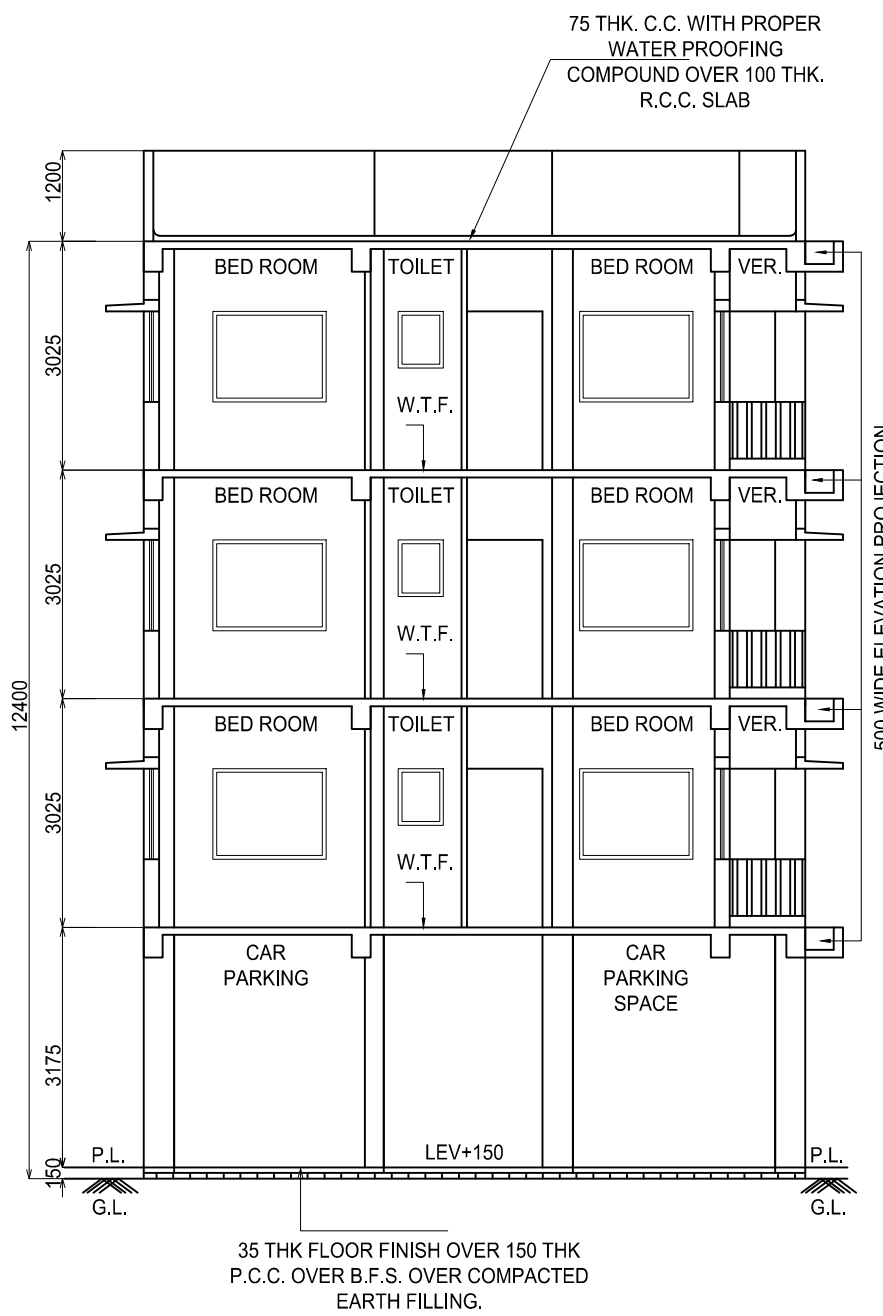 75 THK. C.C. WITH PROPER
WATER PROOFING
COMPOUND OVER 100 THK.
R.C.C. SLAB
1200
BED ROOM TOILET BED ROOM VER.
3025
W.T.F.
BED ROOM TOILET BED ROOM VER.
3025
W.T.F.
12400
500 WIDE ELEVATION PROJECTION
BED ROOM TOILET BED ROOM VER.
3025
W.T.F.
CAR
PARKING
CAR
PARKING
SPACE
3175
P.L. LEV+150 P.L.
150
G.L. G.L.
35 THK FLOOR FINISH OVER 150 THK
P.C.C. OVER B.F.S. OVER COMPACTED
EARTH FILLING.